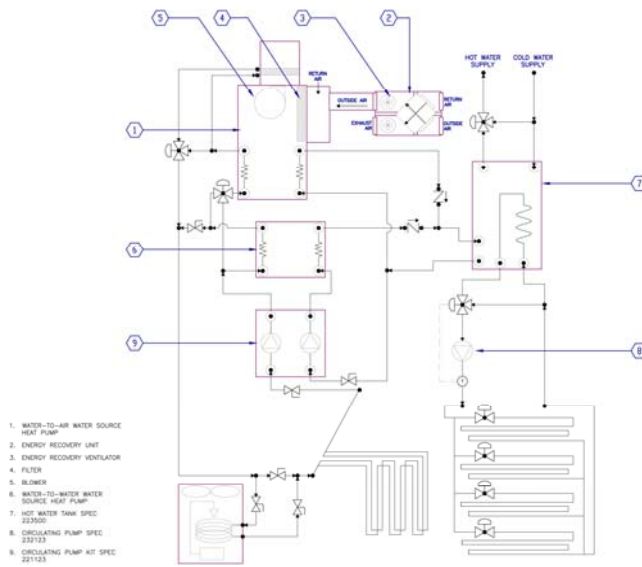 5
4
3
2
HOT WATER
SUPPLY
COLD WATER
SUPPLY
RETURN
AIR
OUTSIDE AIR
RETURN
AIR
EXHAUST
AIR
OUTSIDE
AIR
1
7
6
9
8
1. WATER-TO-AIR WATER SOURCE
HEAT PUMP
2. ENERGY RECOVERY UNIT
3. ENERGY RECOVERY VENTILATOR
4. FILTER
5. BLOWER
6. WATER-TO-WATER WATER
SOURCE HEAT PUMP
7. HOT WATER TANK SPEC
223500
8. CIRCULATING PUMP SPEC
232123
9. CIRCULATING PUMP KIT SPEC
221123